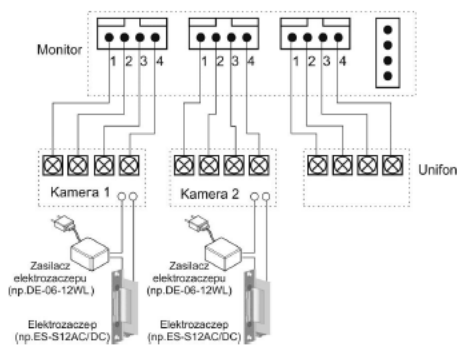 Monitor
1 2 3 4
1 2 3 4
1 2 3 4
Kamera 1
Kamera 2
Unifon
Zasilacz
elektrozaczepu
(np.DE-06-12WL)
Zasilacz
elektrozaczepu
(np.DE-06-12WL)
Elektrozaczep
(np.ES-S12AC/DC)
Elektrozaczep
(np.ES-S12AC/DC)